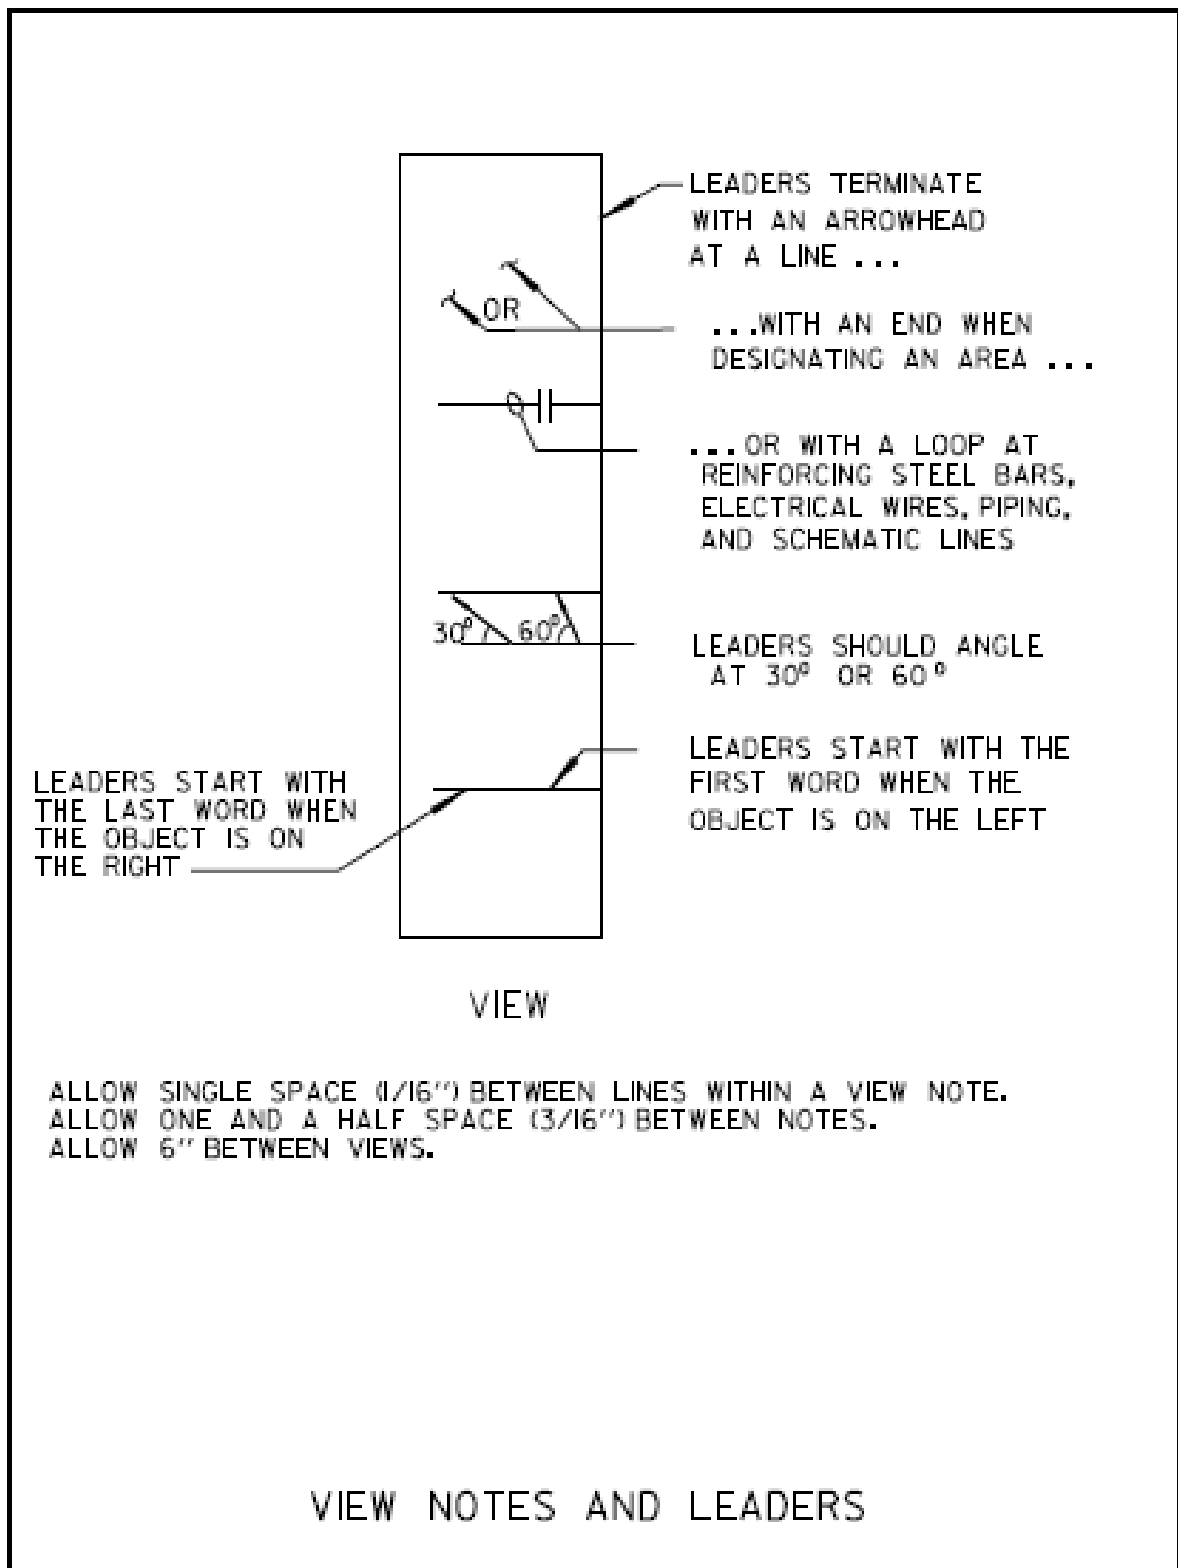 LEADERS TERMINATE
WITH AN ARROWHEAD
AT A LINE ...
OR
...WITH AN END WHEN
DESIGNATING AN AREA ...
...OR WITH A LOOP AT
REINFORCING STEEL BARS,
ELECTRICAL WIRES, PIPING,
AND SCHEMATIC LINES
30° 60°
LEADERS SHOULD ANGLE
AT 30° OR 60°
LEADERS START WITH THE
FIRST WORD WHEN THE
OBJECT IS ON THE LEFT
LEADERS START WITH
THE LAST WORD WHEN
THE OBJECT IS ON
THE RIGHT
VIEW
ALLOW SINGLE SPACE (1/16") BETWEEN LINES WITHIN A VIEW NOTE.
ALLOW ONE AND A HALF SPACE (3/16") BETWEEN NOTES.
ALLOW 6" BETWEEN VIEWS.
VIEW NOTES AND LEADERS